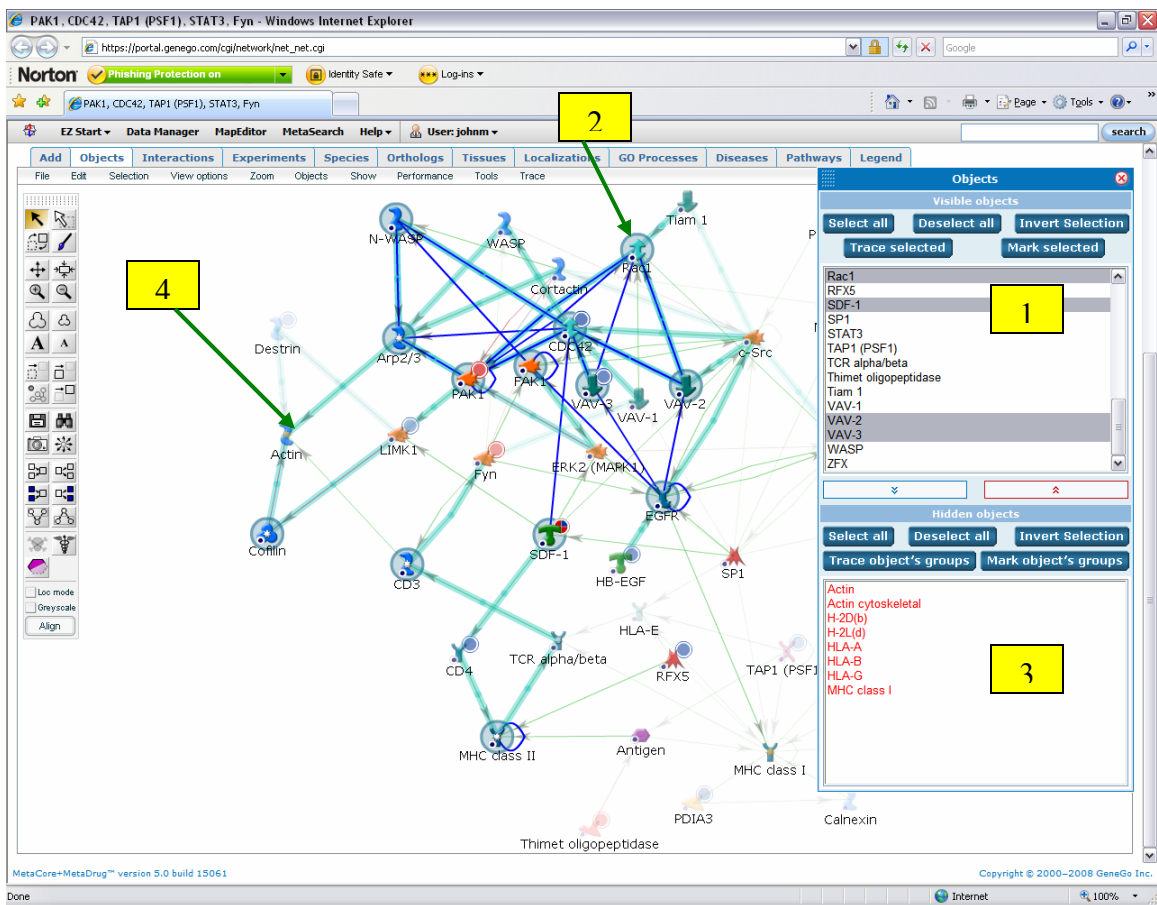 PAK1, CDC42, TAP1 (PSF1), STAT3, Fyn - Windows Internet Explorer
https://portal.genego.com/cgi/network/net_net.cgi
Google
Norton
Phishing Protection on
Identity Safe
Log-ins
PAK1, CDC42, TAP1 (PSF1), STAT3, Fyn
Page
Tools
EZ Start Data Manager MapEditor MetaSearch Help User: johnm
search
Add Objects Interactions Experiments Species Orthologs Tissues Localizations GO Processes Diseases Pathways Legend
File Edit Selection View options Zoom Objects Show Performance Tools Trace
2
4
N-WASP
WASP
Tiam 1
Rac1
Cortactin
Destrin
Arp2/3
CDC42
c-Src
PAK1
FAK1
VAV-3
VAV-1
VAV-2
Actin
LIMK1
Fyn
ERK2 (MAPK1)
EGFR
Cofilin
CD3
SDF-1
HB-EGF
SP1
HLA-E
CD4
TCR alpha/beta
RFX5
TAP1 (PSF1
MHC class II
Antigen
MHC class I
PDIA3
Calnexin
Thimet oligopeptidase
A A
Loc mode
Greyscale
Align
Objects
Visible objects
Select all Deselect all Invert Selection
Trace selected Mark selected
Rac1
RFX5
SDF-1
SP1
STAT3
TAP1 (PSF1)
TCR alpha/beta
Thimet oligopeptidase
Tiam 1
VAV-1
VAV-2
VAV-3
WASP
ZFX
1
Hidden objects
Select all Deselect all Invert Selection
Trace object's groups Mark object's groups
Actin
Actin cytoskeletal
H-2D(b)
H-2L(d)
HLA-A
HLA-B
HLA-G
MHC class I
3
MetaCore+MetaDrug™ version 5.0 build 15061
Copyright © 2000–2008 GeneGo Inc.
Done
Internet
100%